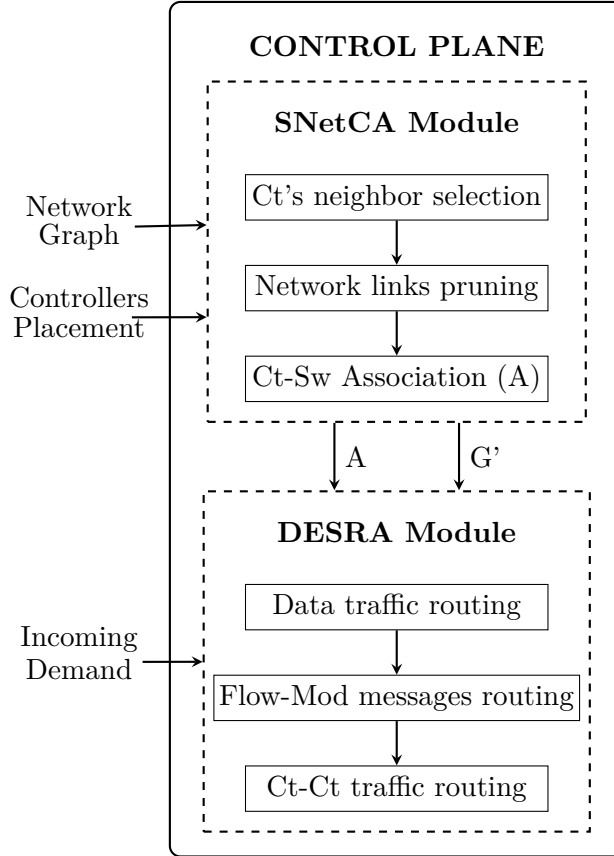 CONTROL PLANE
SNetCA Module
Ct's neighbor selection
Network
Graph
Network links pruning
Controllers
Placement
Ct-Sw Association (A)
A
G'
DESRA Module
Data traffic routing
Incoming
Demand
Flow-Mod messages routing
Ct-Ct traffic routing